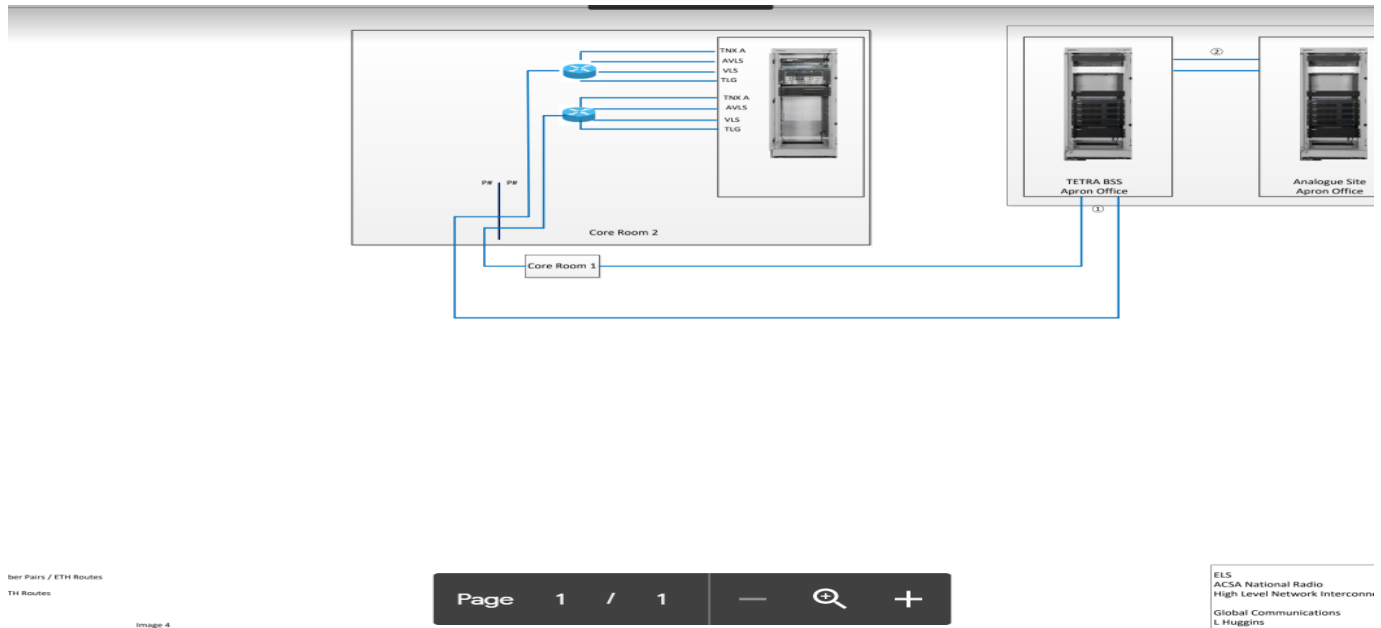 TNX A
AVLS
VLS
TLG
TNX A
AVLS
VLS
TLG
P# P#
Core Room 2
Core Room 1
TETRA BSS
Apron Office
①
②
Analogue Site
Apron Office
ber Pairs / ETH Routes
TH Routes
Image 4
Page 1 / 1
ELS
ACSA National Radio
High Level Network Interconne
Global Communications
L Huggins